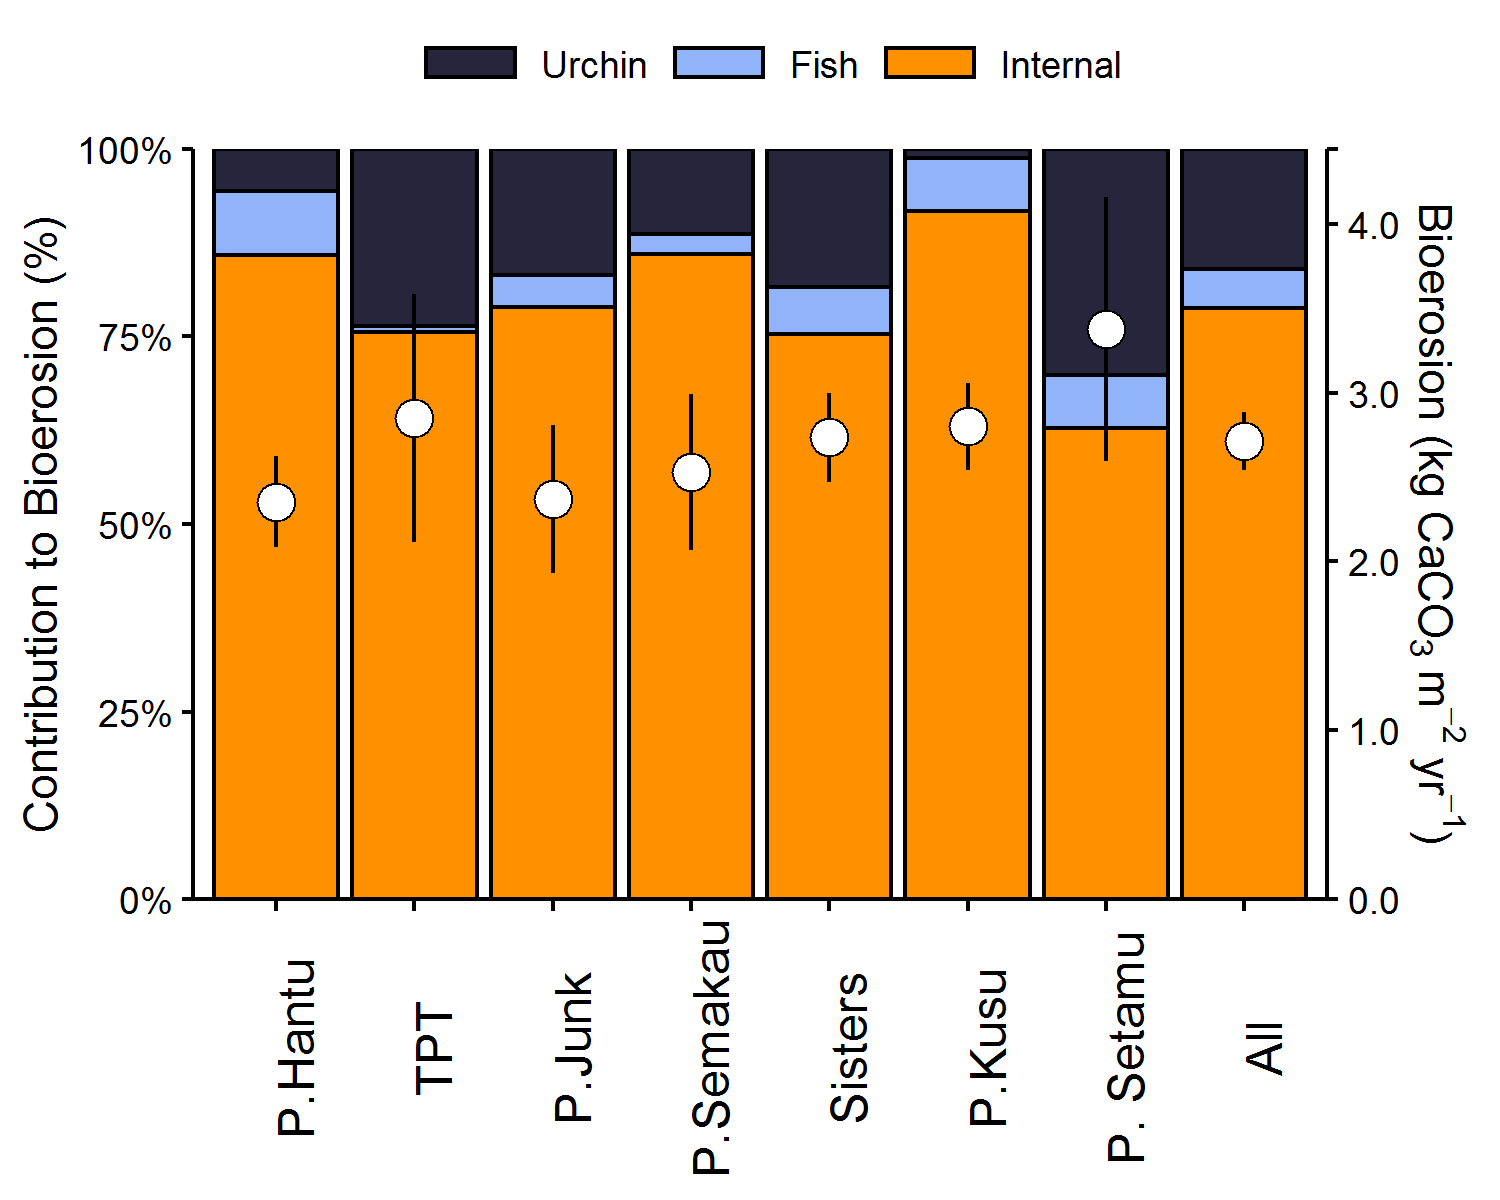 Urchin Fish Internal
Contribution to Bioerosion (%)
100%
75%
50%
25%
0%
4.0
3.0
2.0
1.0
0.0
Bioerosion (kg CaCO₃ m⁻² yr⁻¹)
P.Hantu
TPT
P.Junk
P.Semakau
Sisters
P.Kusu
P. Setamu
All